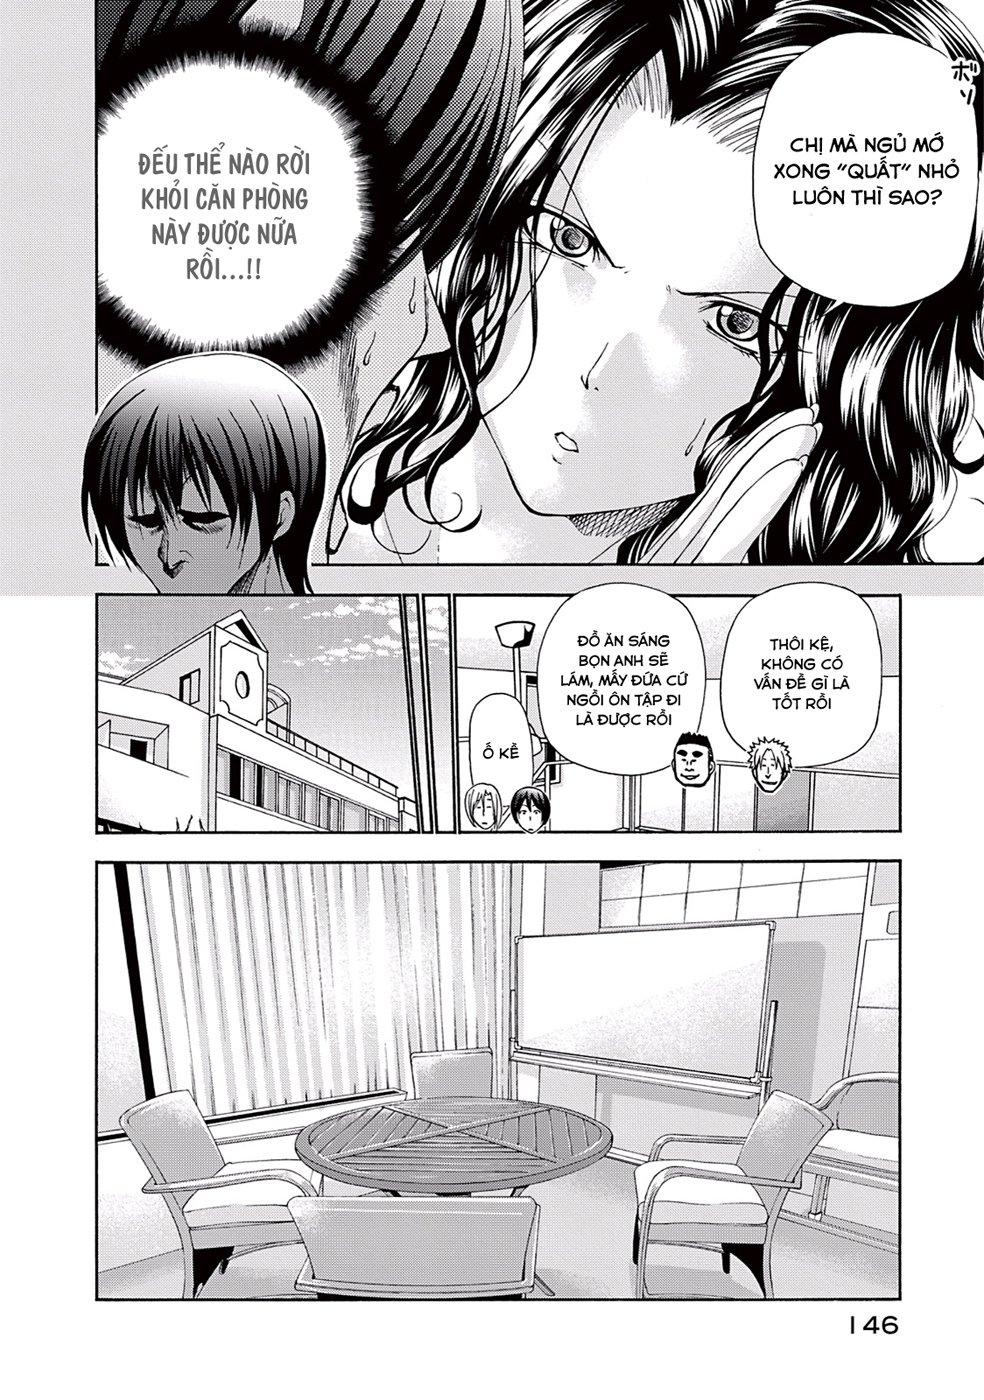 ボソ
CHỊ MÀ NGỦ MỚ
XONG “QUẤT” NHỎ
LUÔN THÌ SAO?
ĐẾU THỂ NÀO RỜI
KHỎI CĂN PHÒNG
NÀY ĐƯỢC NỮA
RỒI...!!
THÔI KỆ,
KHÔNG CÓ
VẤN ĐỀ GÌ LÀ
TỐT RỒI
ĐỒ ĂN SÁNG
BỌN ANH SẼ
LÁM, MẤY ĐỨA CỨ
NGỒI ÔN TẬP ĐI
LÀ ĐƯỢC RỒI
Ố KỀ
146